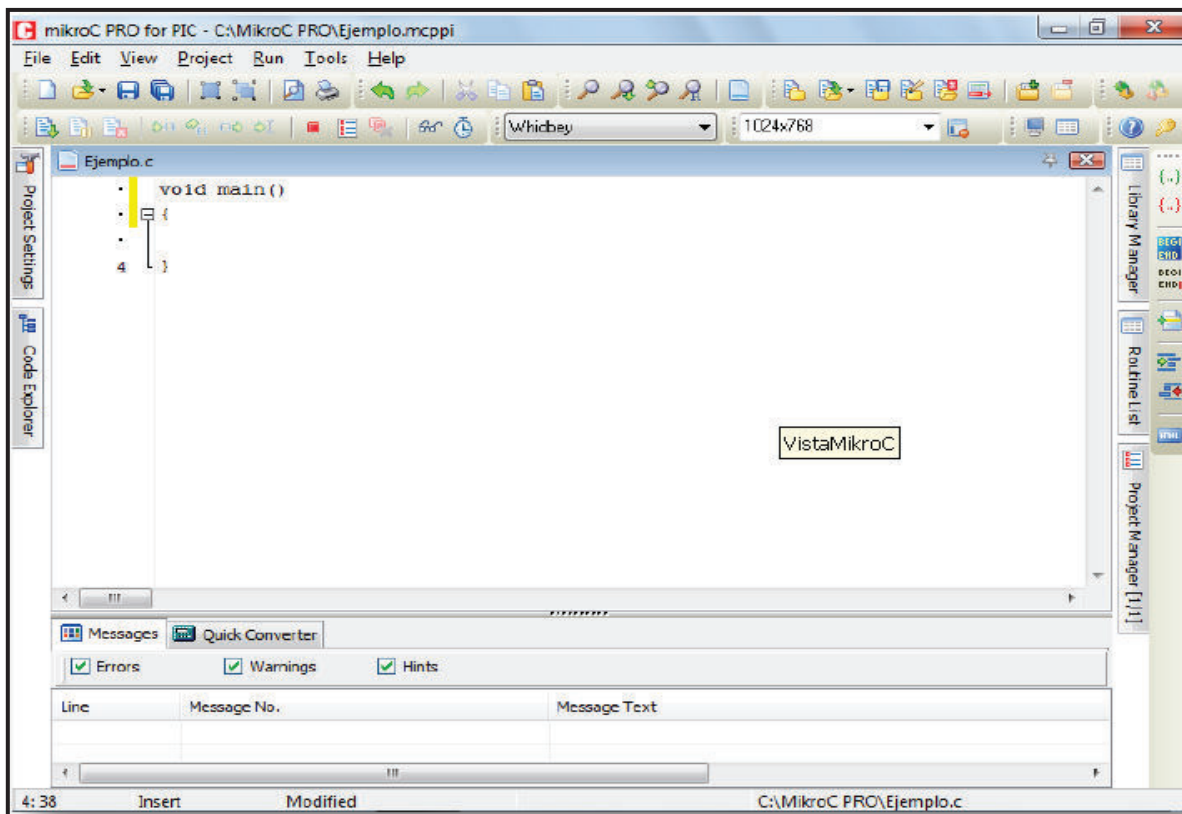 mikroC PRO for PIC - C:\MikroC PRO\Ejemplo.mcppi
File Edit View Project Run Tools Help
Whidbey 1024x768
Ejemplo.c
void main()
{
4 }
Project Settings
Code Explorer
Library Manager
Routine List
Project Manager [1/1]
VistaMikroC
Messages Quick Converter
Errors Warnings Hints
Line Message No. Message Text
4: 38 Insert Modified C:\MikroC PRO\Ejemplo.c